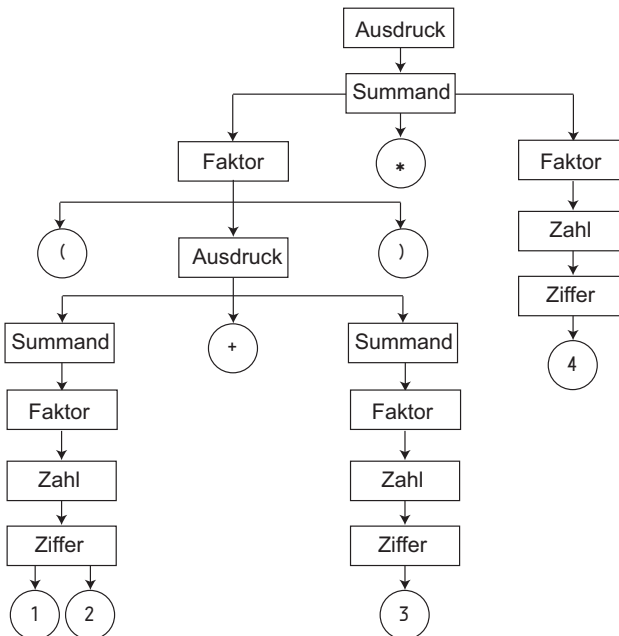 Ausdruck
Summand
Faktor * Faktor
( Ausdruck ) Zahl
Ziffer
Summand + Summand 4
Faktor Faktor
Zahl Zahl
Ziffer Ziffer
1 2 3